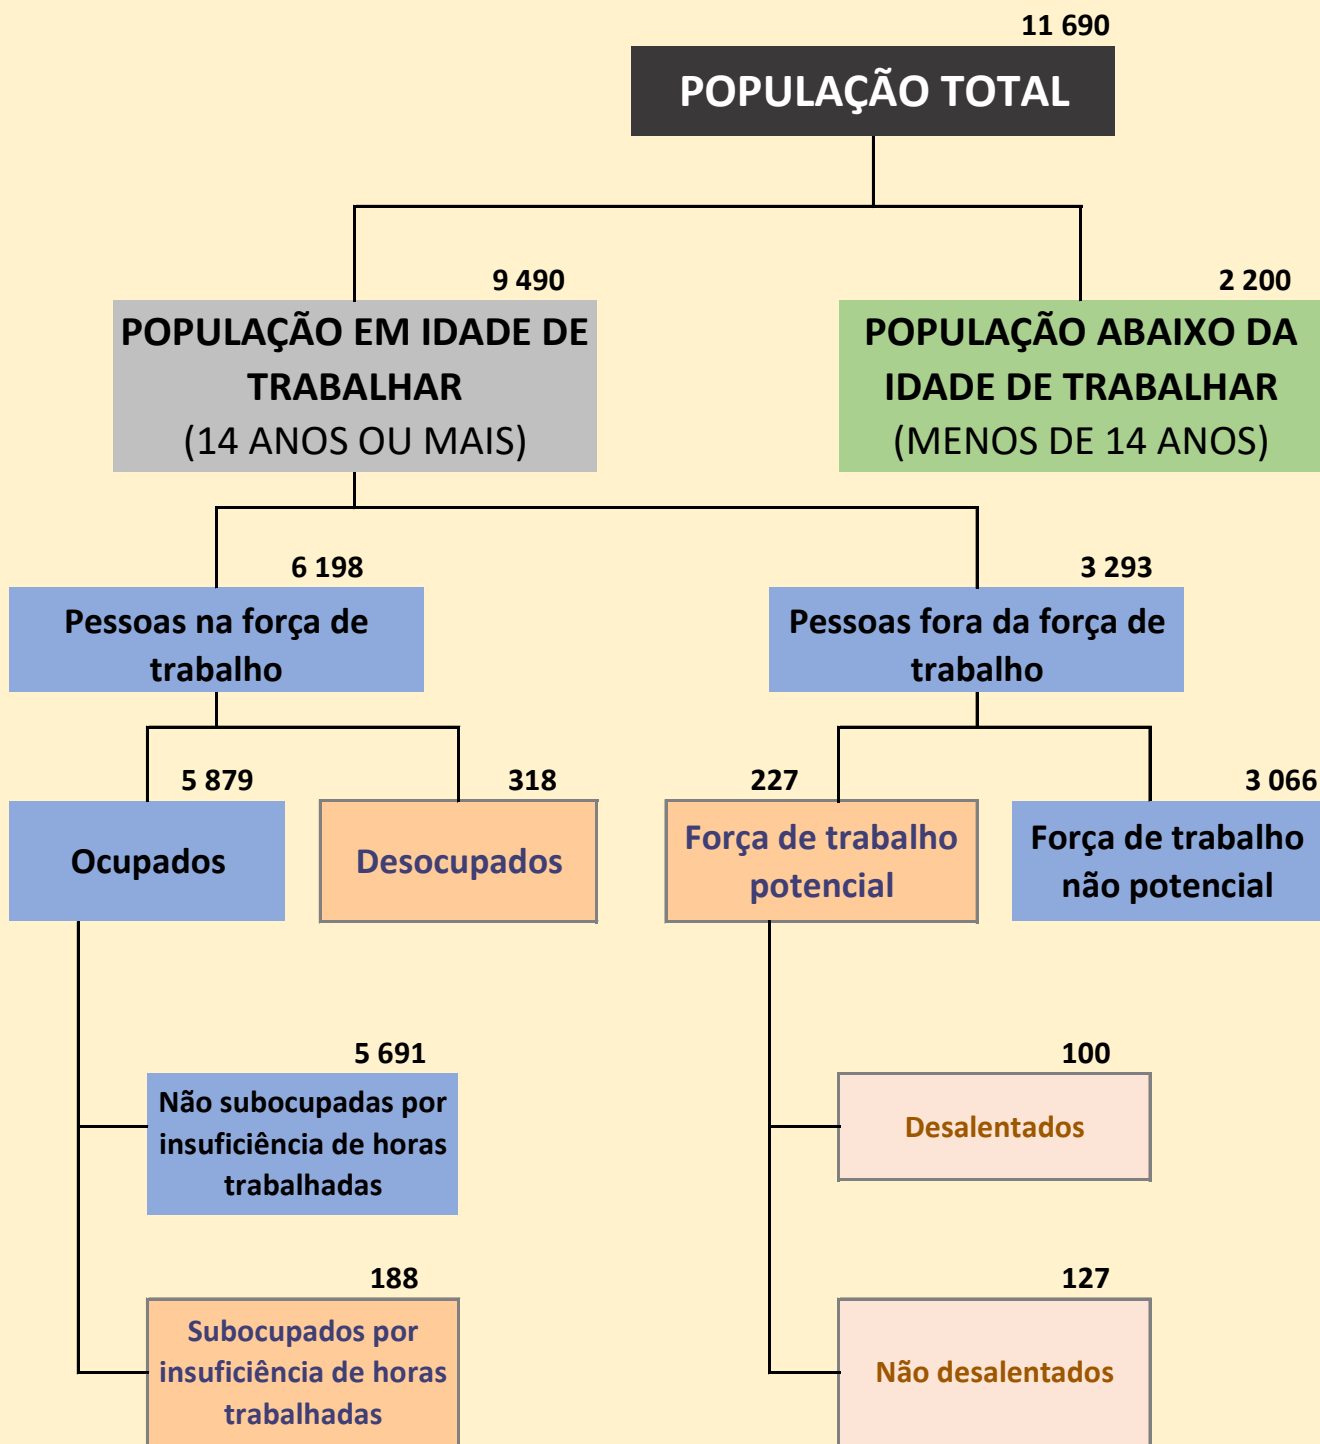 11 690
POPULAÇÃO TOTAL
9 490
POPULAÇÃO EM IDADE DE
TRABALHAR
(14 ANOS OU MAIS)
2 200
POPULAÇÃO ABAIXO DA
IDADE DE TRABALHAR
(MENOS DE 14 ANOS)
6 198
Pessoas na força de
trabalho
3 293
Pessoas fora da força de
trabalho
5 879
Ocupados
318
Desocupados
227
Força de trabalho
potencial
3 066
Força de trabalho
não potencial
5 691
Não subocupadas por
insuficiência de horas
trabalhadas
100
Desalentados
188
Subocupados por
insuficiência de horas
trabalhadas
127
Não desalentados